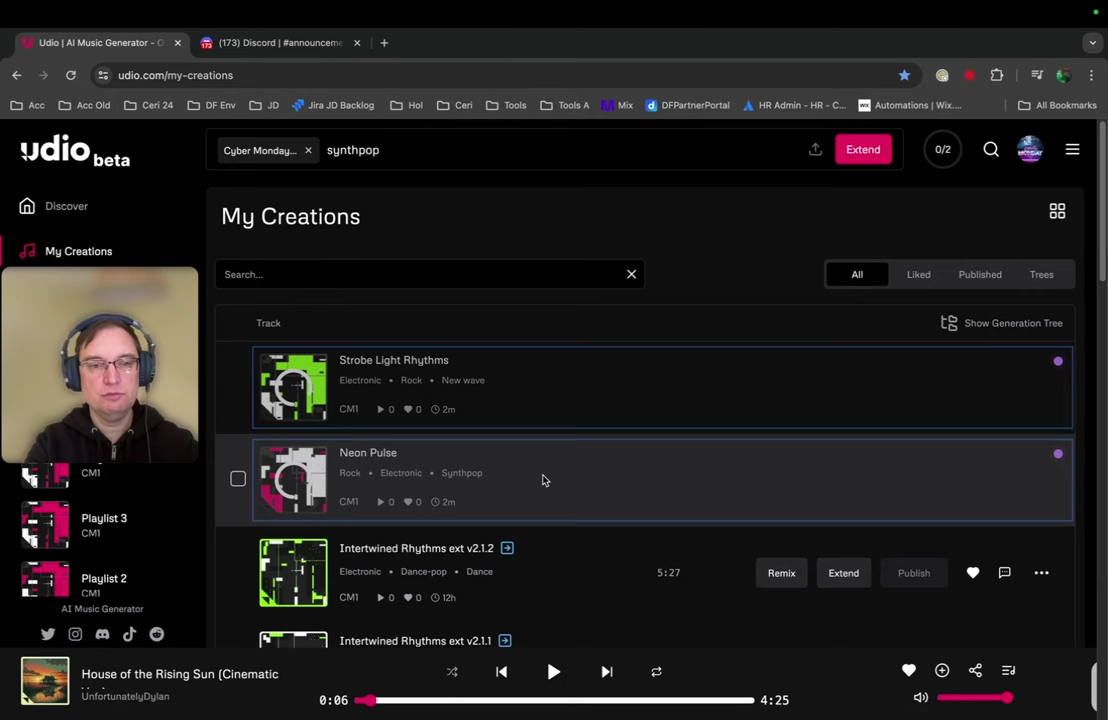 Udio | AI Music Generator - O
(173) Discord | #announceme
173
udio.com/my-creations
Acc
Acc Old
Ceri 24
DF Env
JD
Jira JD Backlog
Hol
Ceri
Tools
Tools A
Mix
DFPartnerPortal
HR Admin - HR - C...
WIX
Automations | Wix....
All Bookmarks
udio beta
Cyber Monday...
synthpop
Extend
0/2
Discover
My Creations
My Creations
Search...
All
Liked
Published
Trees
Track
Show Generation Tree
Strobe Light Rhythms
Electronic • Rock • New wave
CM1 0 0 2m
Neon Pulse
Rock • Electronic • Synthpop
CM1 0 0 2m
Intertwined Rhythms ext v2.1.2
Electronic • Dance-pop • Dance
CM1 0 0 12h
5:27
Remix
Extend
Publish
Intertwined Rhythms ext v2.1.1
CM1
Playlist 3
CM1
Playlist 2
AI Music Generator
House of the Rising Sun (Cinematic
UnfortunatelyDylan
0:06
4:25